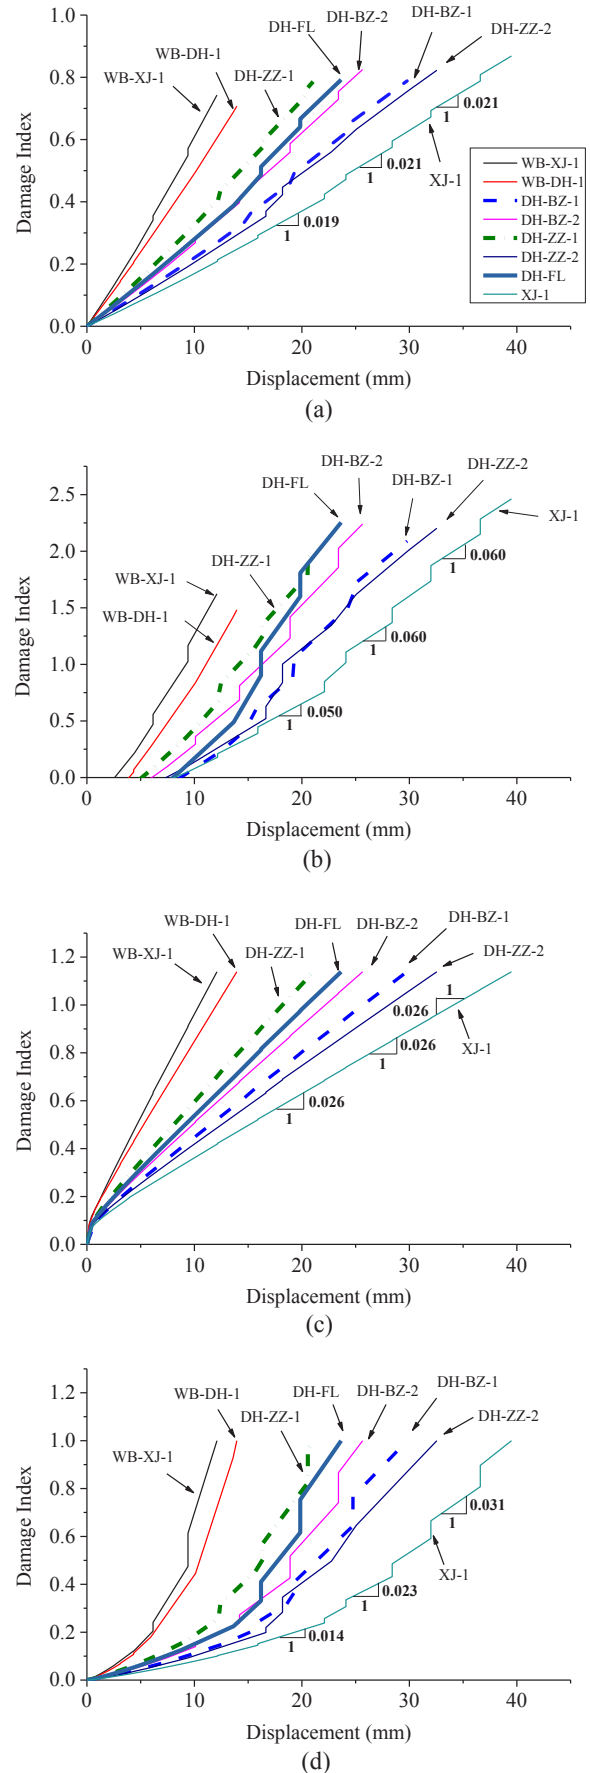 1.0
0.8
0.6
0.4
0.2
0.0
Damage Index
WB-XJ-1
WB-DH-1
DH-ZZ-1
DH-FL
DH-BZ-2
DH-BZ-1
DH-ZZ-2
XJ-1
0.021
1
0.021
1
0.019
1
WB-XJ-1
WB-DH-1
DH-BZ-1
DH-BZ-2
DH-ZZ-1
DH-ZZ-2
DH-FL
XJ-1
0 10 20 30 40
Displacement (mm)
(a)
2.5
2.0
1.5
1.0
0.5
0.0
Damage Index
WB-XJ-1
WB-DH-1
DH-ZZ-1
DH-FL
DH-BZ-2
DH-BZ-1
DH-ZZ-2
XJ-1
0.060
1
0.060
1
0.050
1
0 10 20 30 40
Displacement (mm)
(b)
1.2
1.0
0.8
0.6
0.4
0.2
0.0
Damage Index
WB-XJ-1
WB-DH-1
DH-ZZ-1
DH-FL
DH-BZ-2
DH-BZ-1
DH-ZZ-2
XJ-1
1
0.026
0.026
1
0.026
1
0 10 20 30 40
Displacement (mm)
(c)
1.2
1.0
0.8
0.6
0.4
0.2
0.0
Damage Index
WB-XJ-1
WB-DH-1
DH-ZZ-1
DH-FL
DH-BZ-2
DH-BZ-1
DH-ZZ-2
XJ-1
0.031
1
0.023
1
0.014
1
0 10 20 30 40
Displacement (mm)
(d)